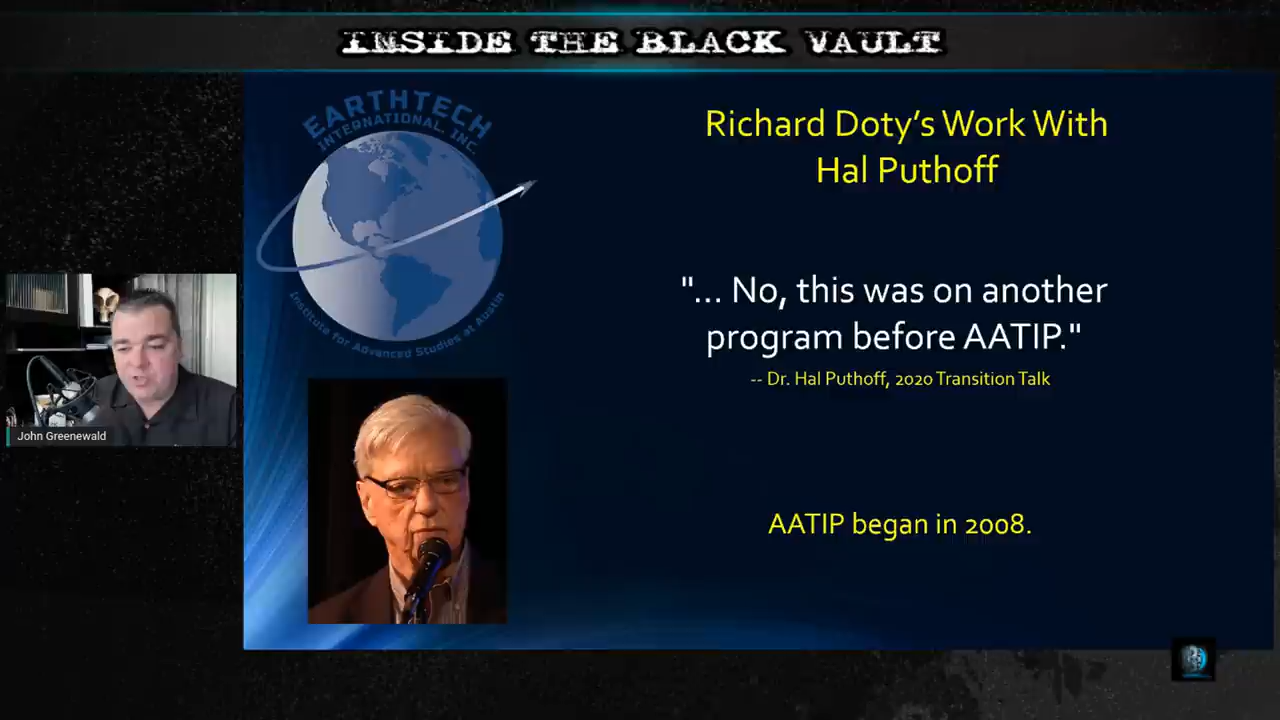 INSIDE THE BLACK VAULT
EARTHTECH
INTERNATIONAL, INC.
Institute for Advanced Studies at Austin
Richard Doty's Work With
Hal Puthoff
"... No, this was on another
program before AATIP."
-- Dr. Hal Puthoff, 2020 Transition Talk
AATIP began in 2008.
John Greenewald